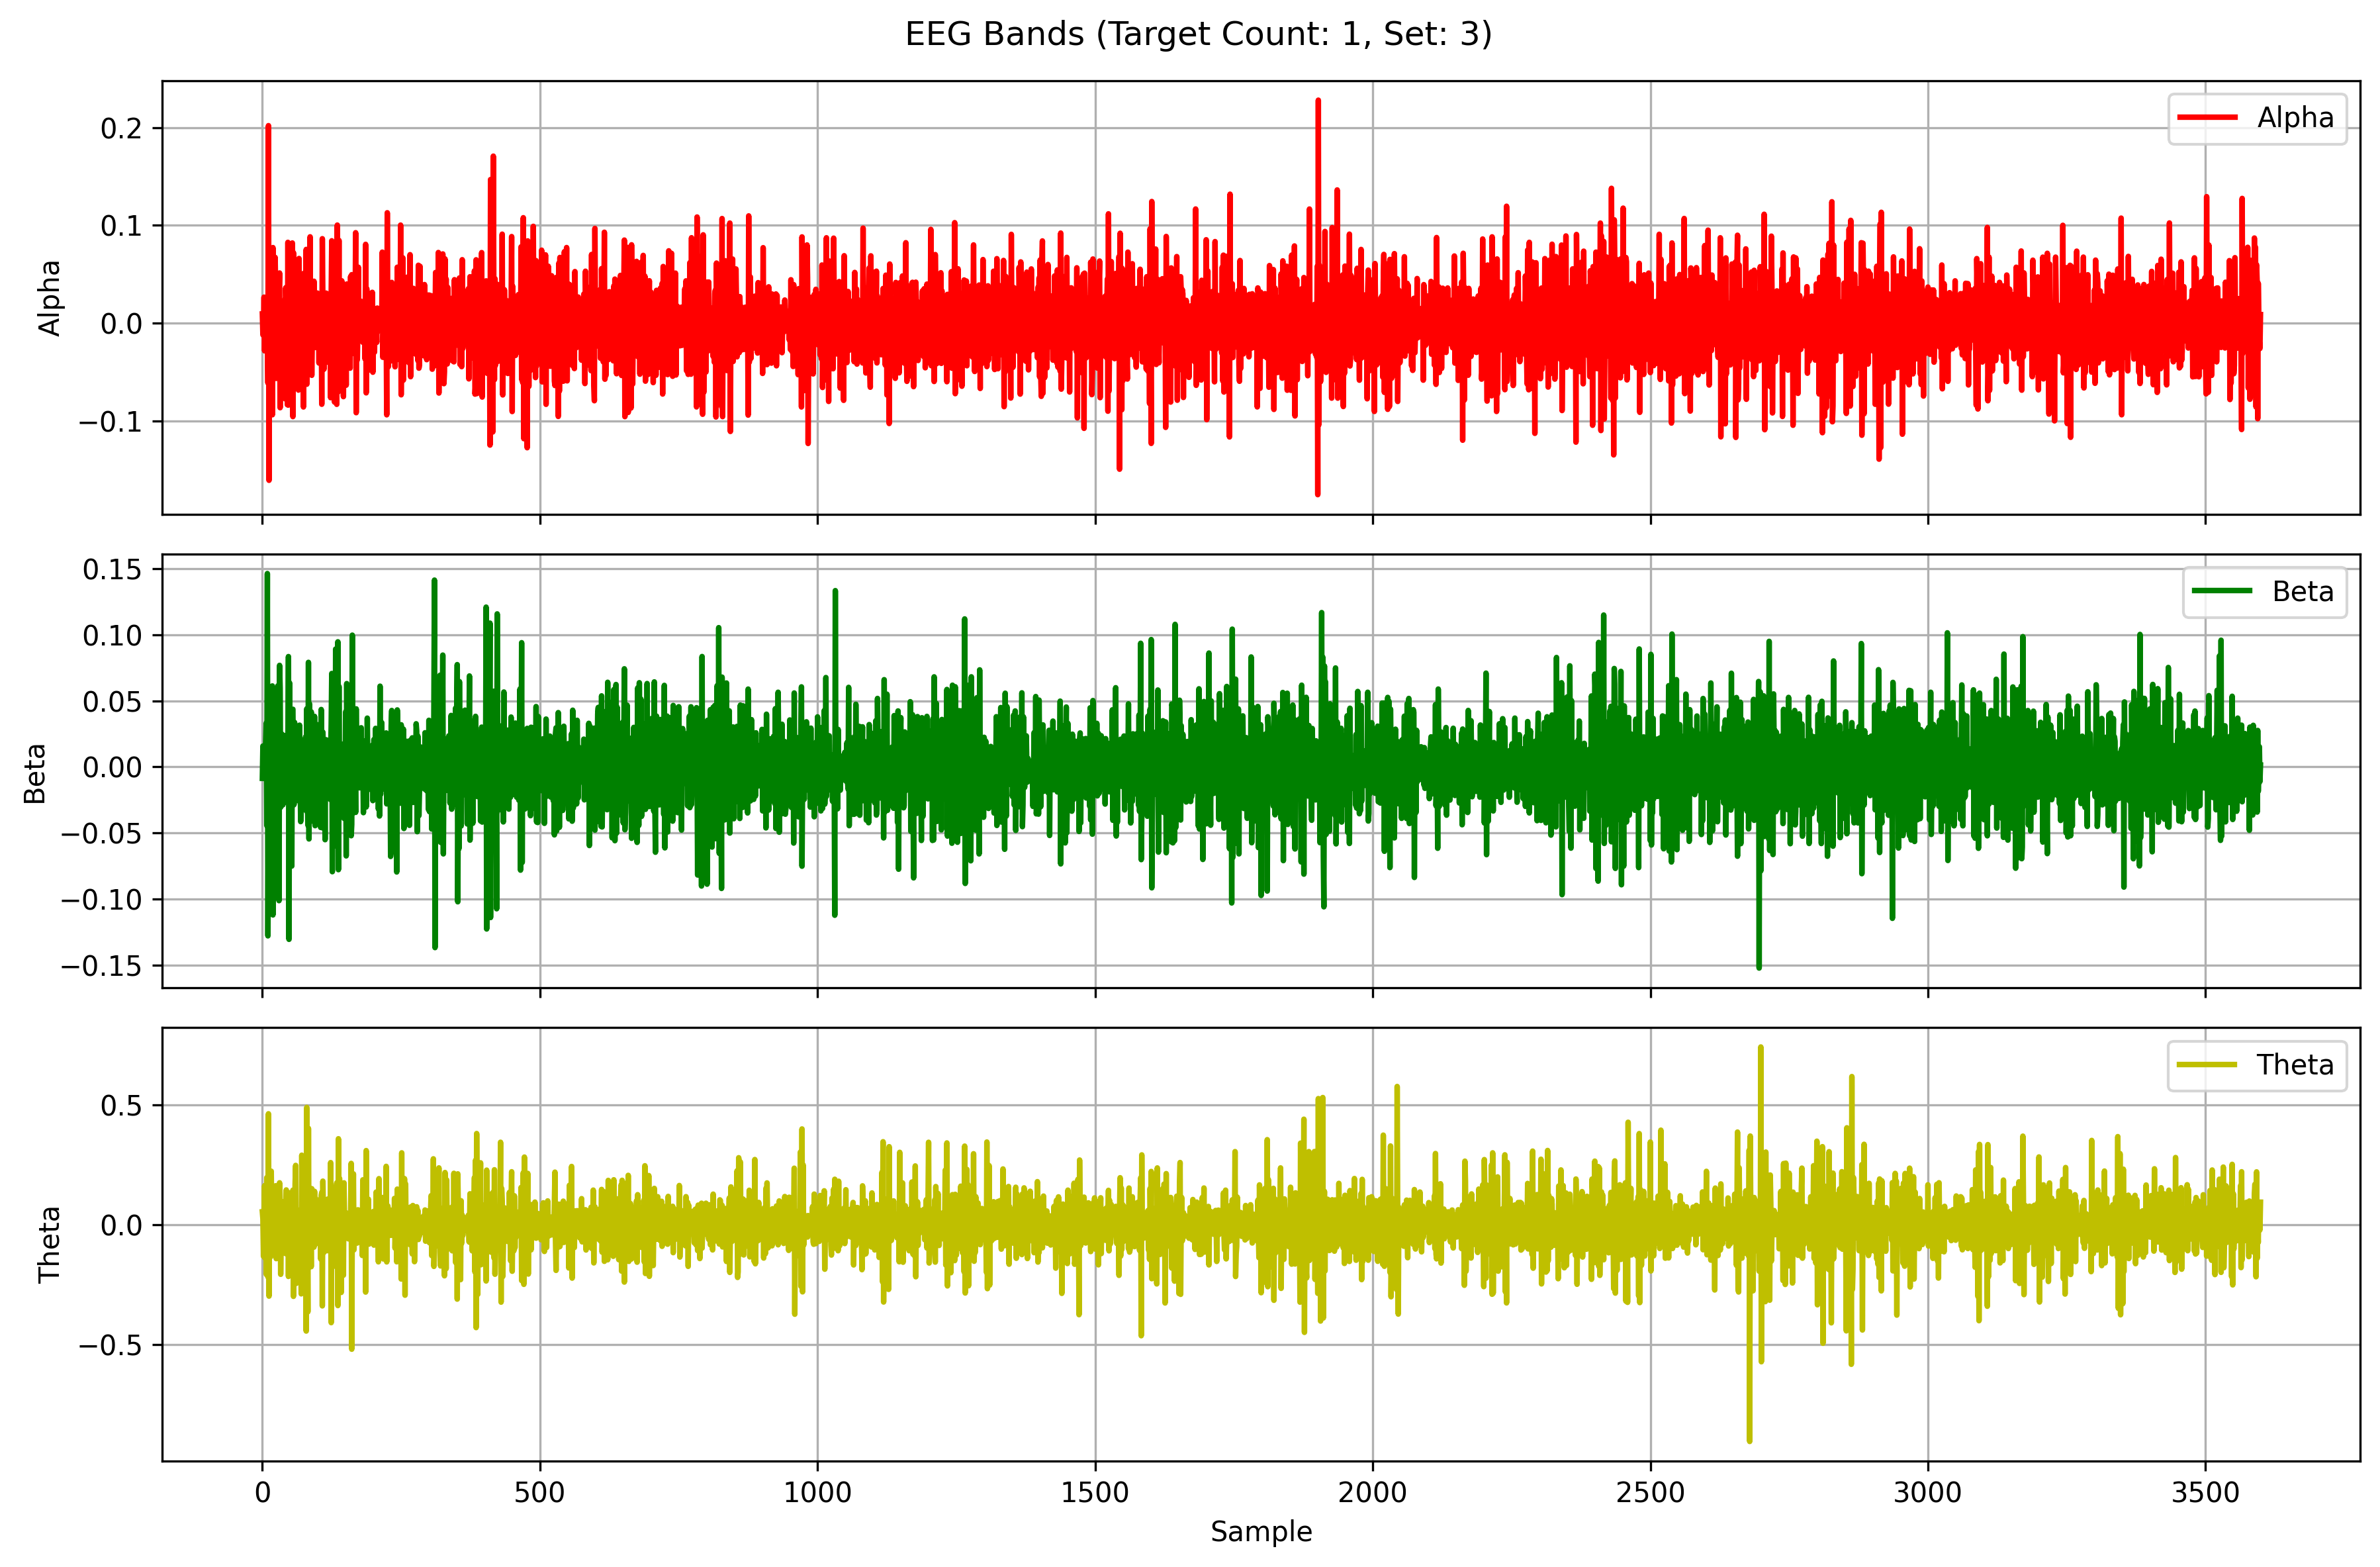 EEG Bands (Target Count: 1, Set: 3)
Alpha
0.2
0.1
0.0
−0.1
Alpha
Beta
0.15
0.10
0.05
0.00
−0.05
−0.10
−0.15
Beta
Theta
0.5
0.0
−0.5
Theta
0 500 1000 1500 2000 2500 3000 3500
Sample